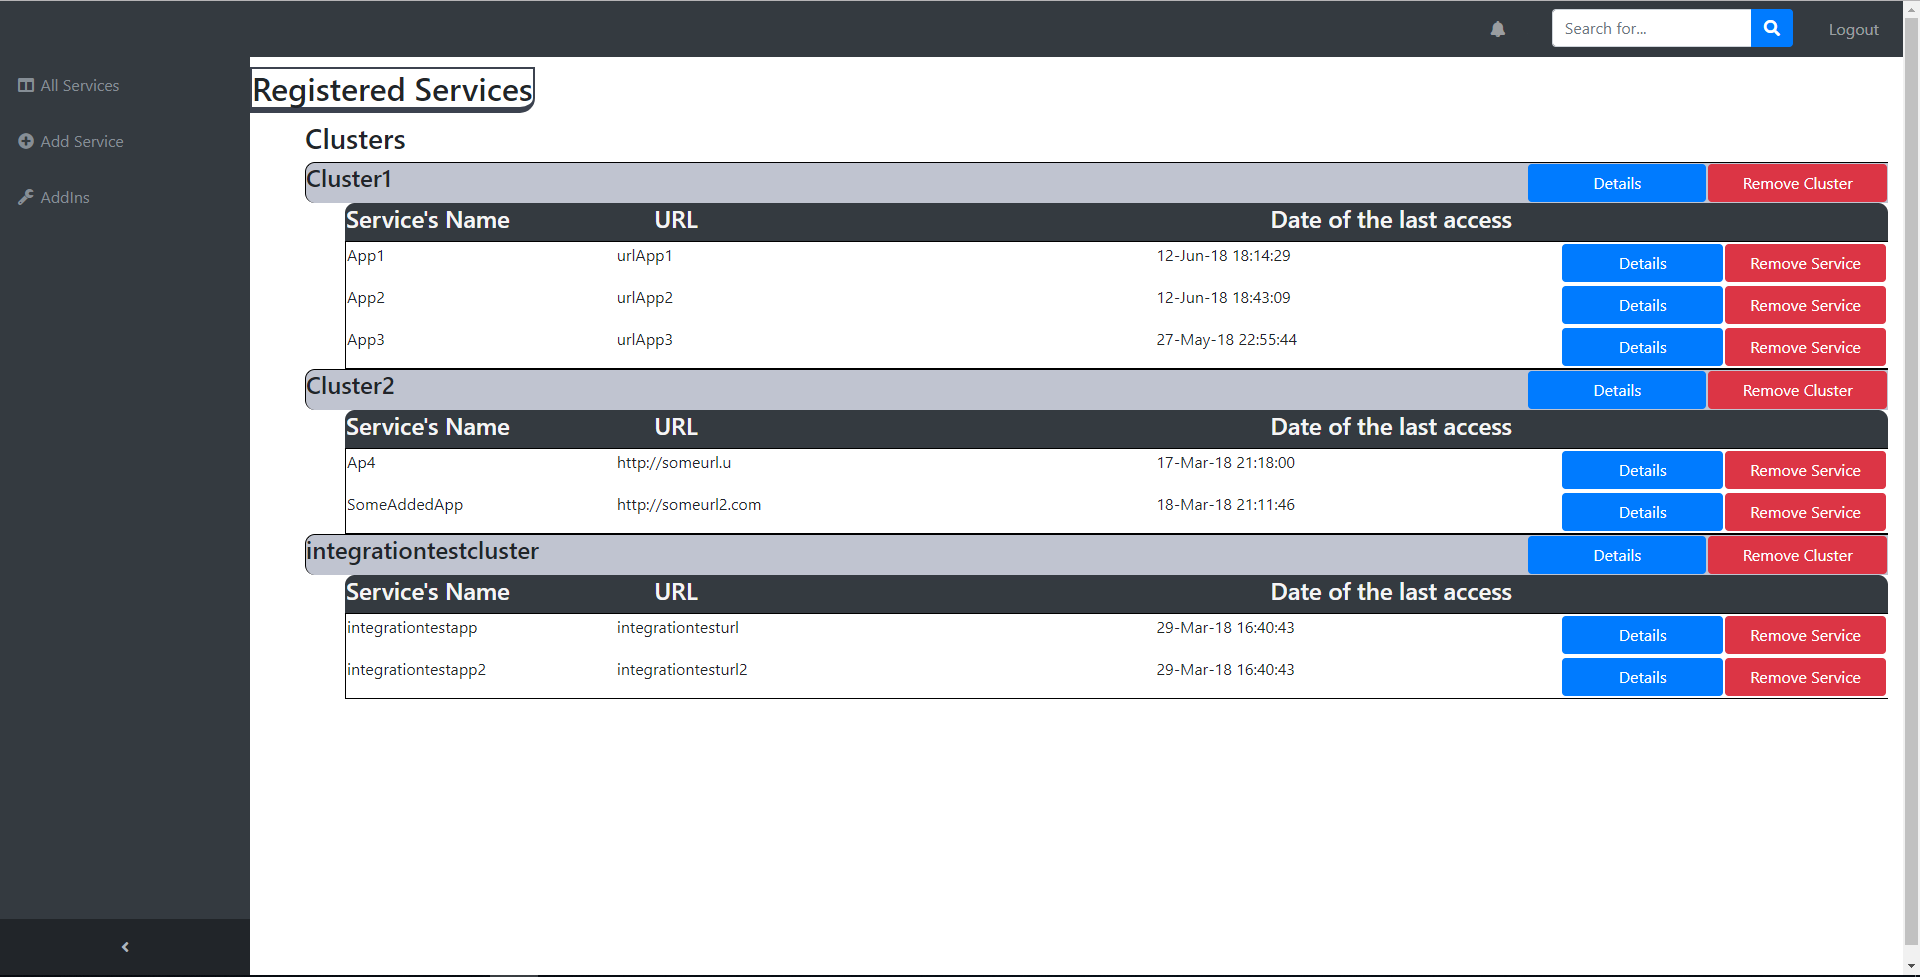 Search for...
Logout
All Services
Add Service
AddIns
Registered Services
Clusters
Cluster1 Details Remove Cluster
Service's Name URL Date of the last access
App1 urlApp1 12-Jun-18 18:14:29 Details Remove Service
App2 urlApp2 12-Jun-18 18:43:09 Details Remove Service
App3 urlApp3 27-May-18 22:55:44 Details Remove Service
Cluster2 Details Remove Cluster
Service's Name URL Date of the last access
Ap4 http://someurl.u 17-Mar-18 21:18:00 Details Remove Service
SomeAddedApp http://someurl2.com 18-Mar-18 21:11:46 Details Remove Service
integrationtestcluster Details Remove Cluster
Service's Name URL Date of the last access
integrationtestapp integrationtesturl 29-Mar-18 16:40:43 Details Remove Service
integrationtestapp2 integrationtesturl2 29-Mar-18 16:40:43 Details Remove Service